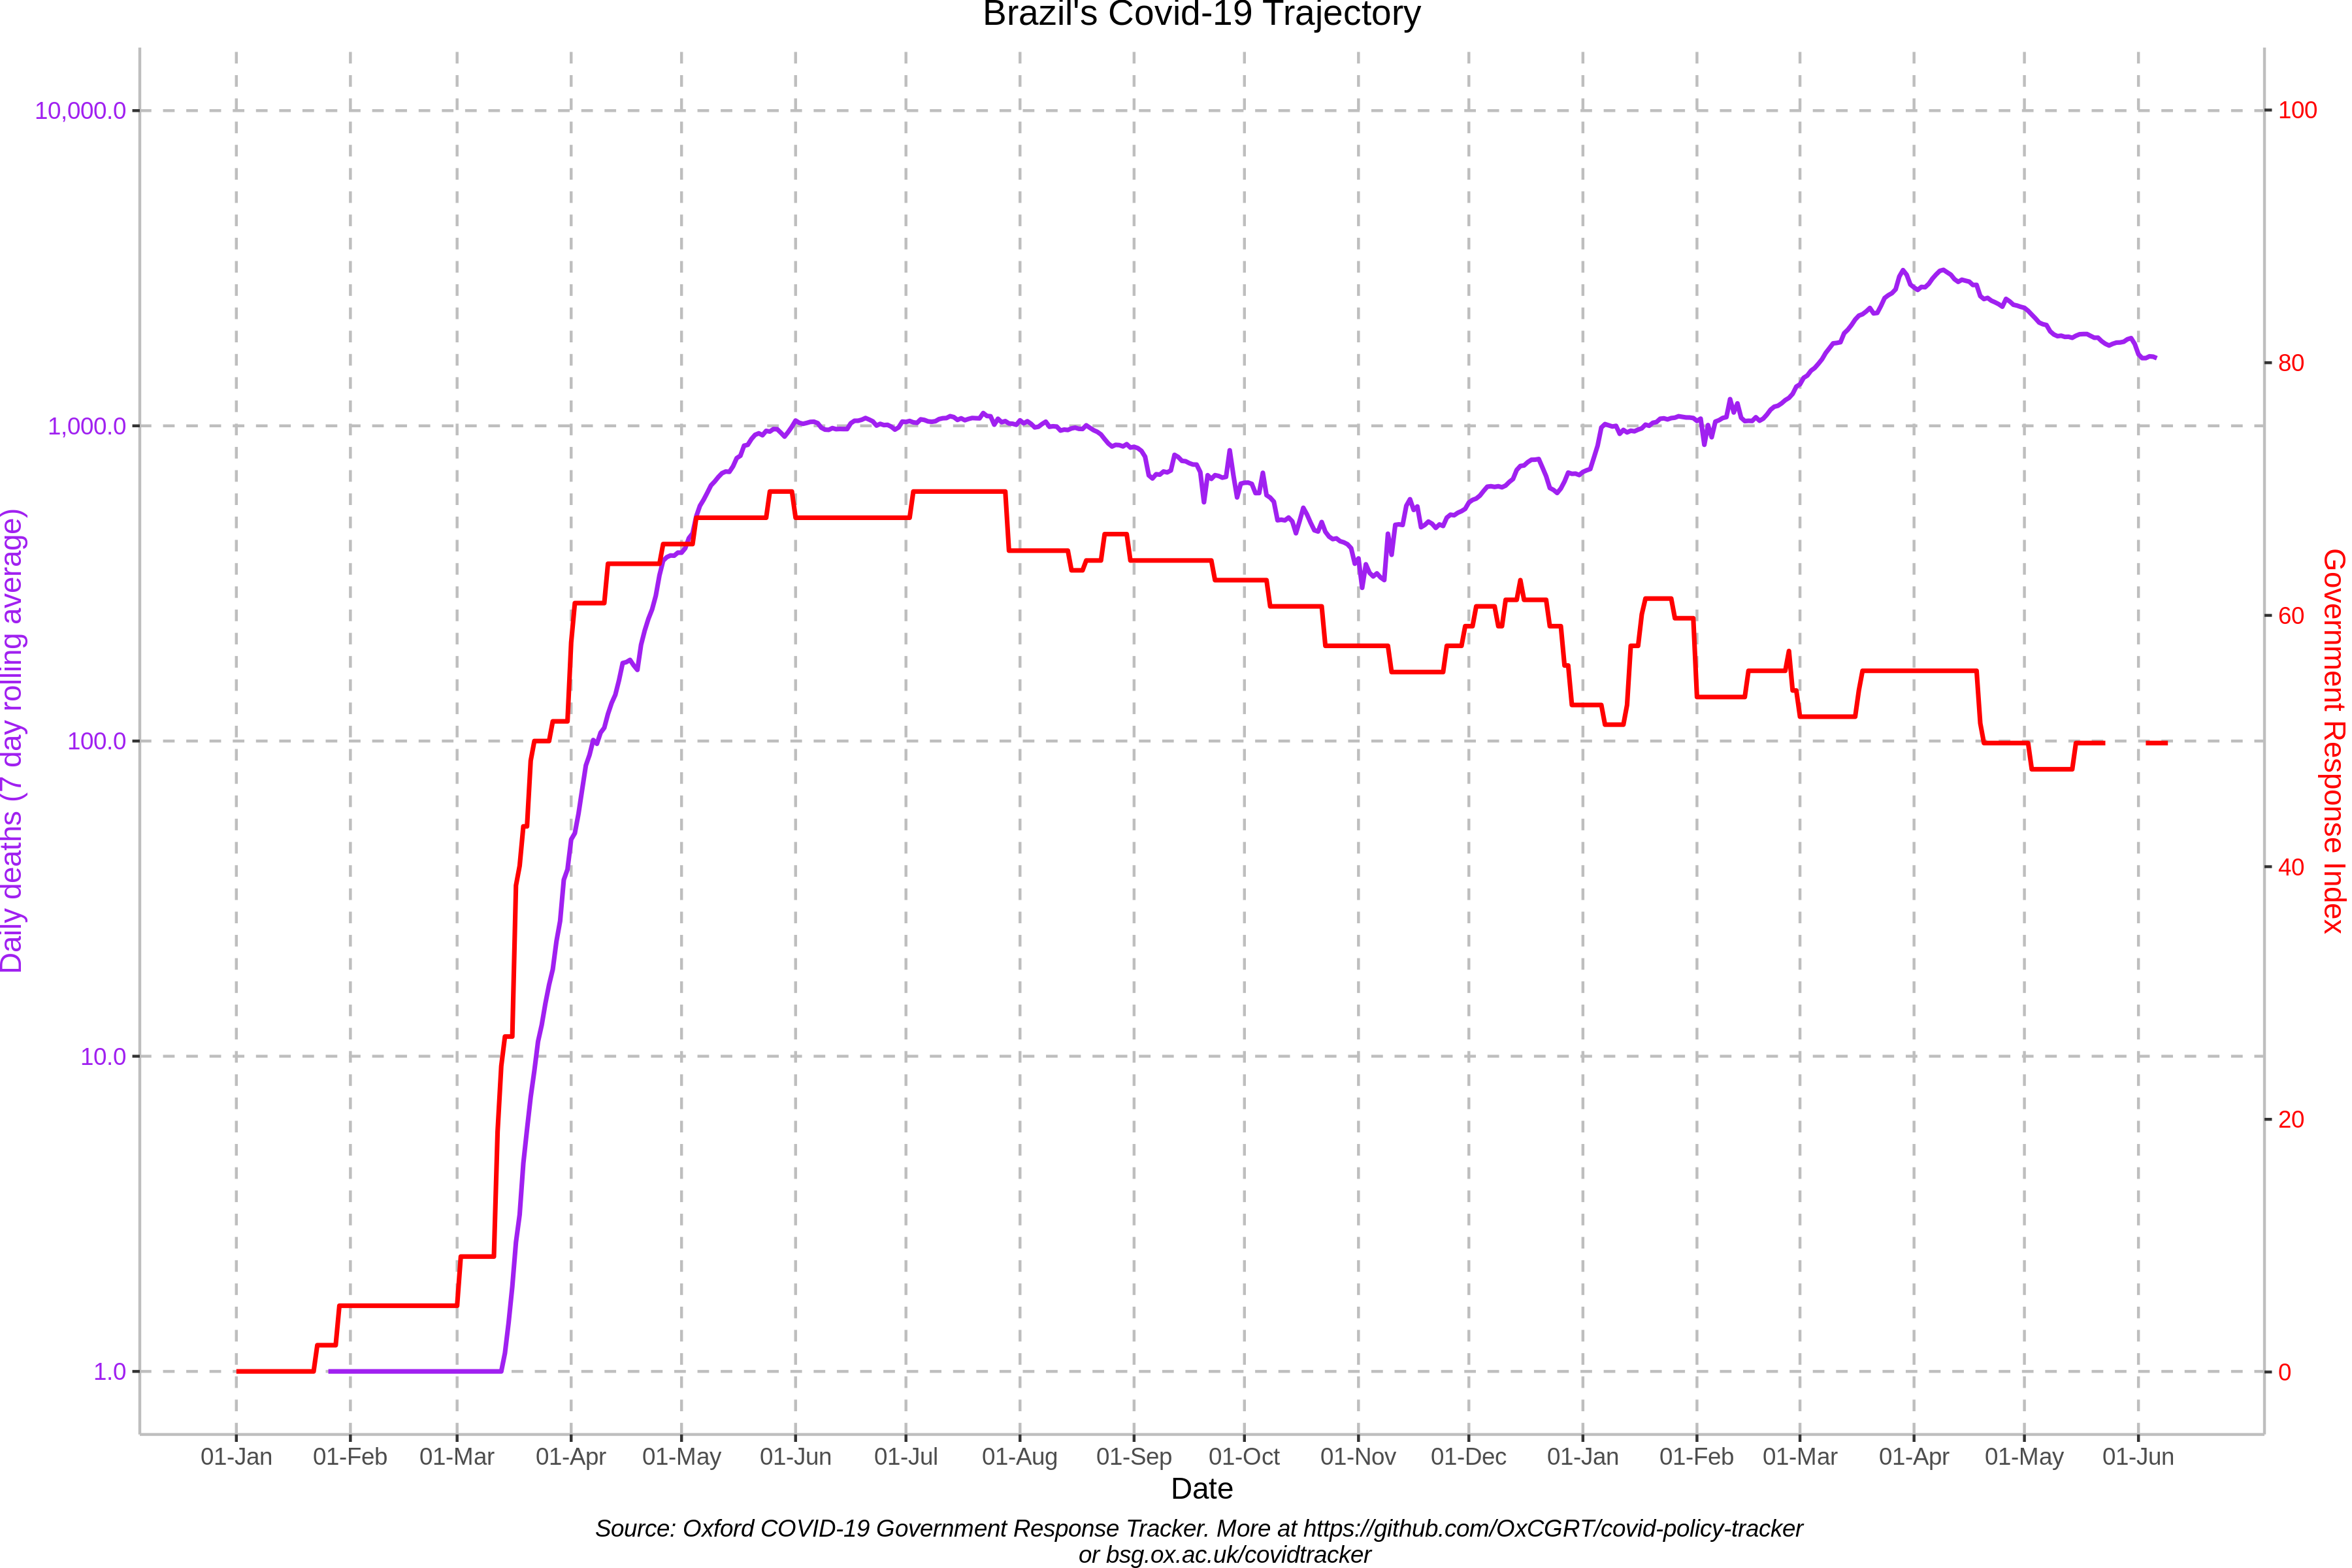 Brazil's Covid-19 Trajectory
10,000.0
1,000.0
100.0
10.0
1.0
Daily deaths (7 day rolling average)
100
80
60
40
20
0
Government Response Index
01-Jan 01-Feb 01-Mar 01-Apr 01-May 01-Jun 01-Jul 01-Aug 01-Sep 01-Oct 01-Nov 01-Dec 01-Jan 01-Feb 01-Mar 01-Apr 01-May 01-Jun
Date
Source: Oxford COVID-19 Government Response Tracker. More at https://github.com/OxCGRT/covid-policy-tracker
or bsg.ox.ac.uk/covidtracker